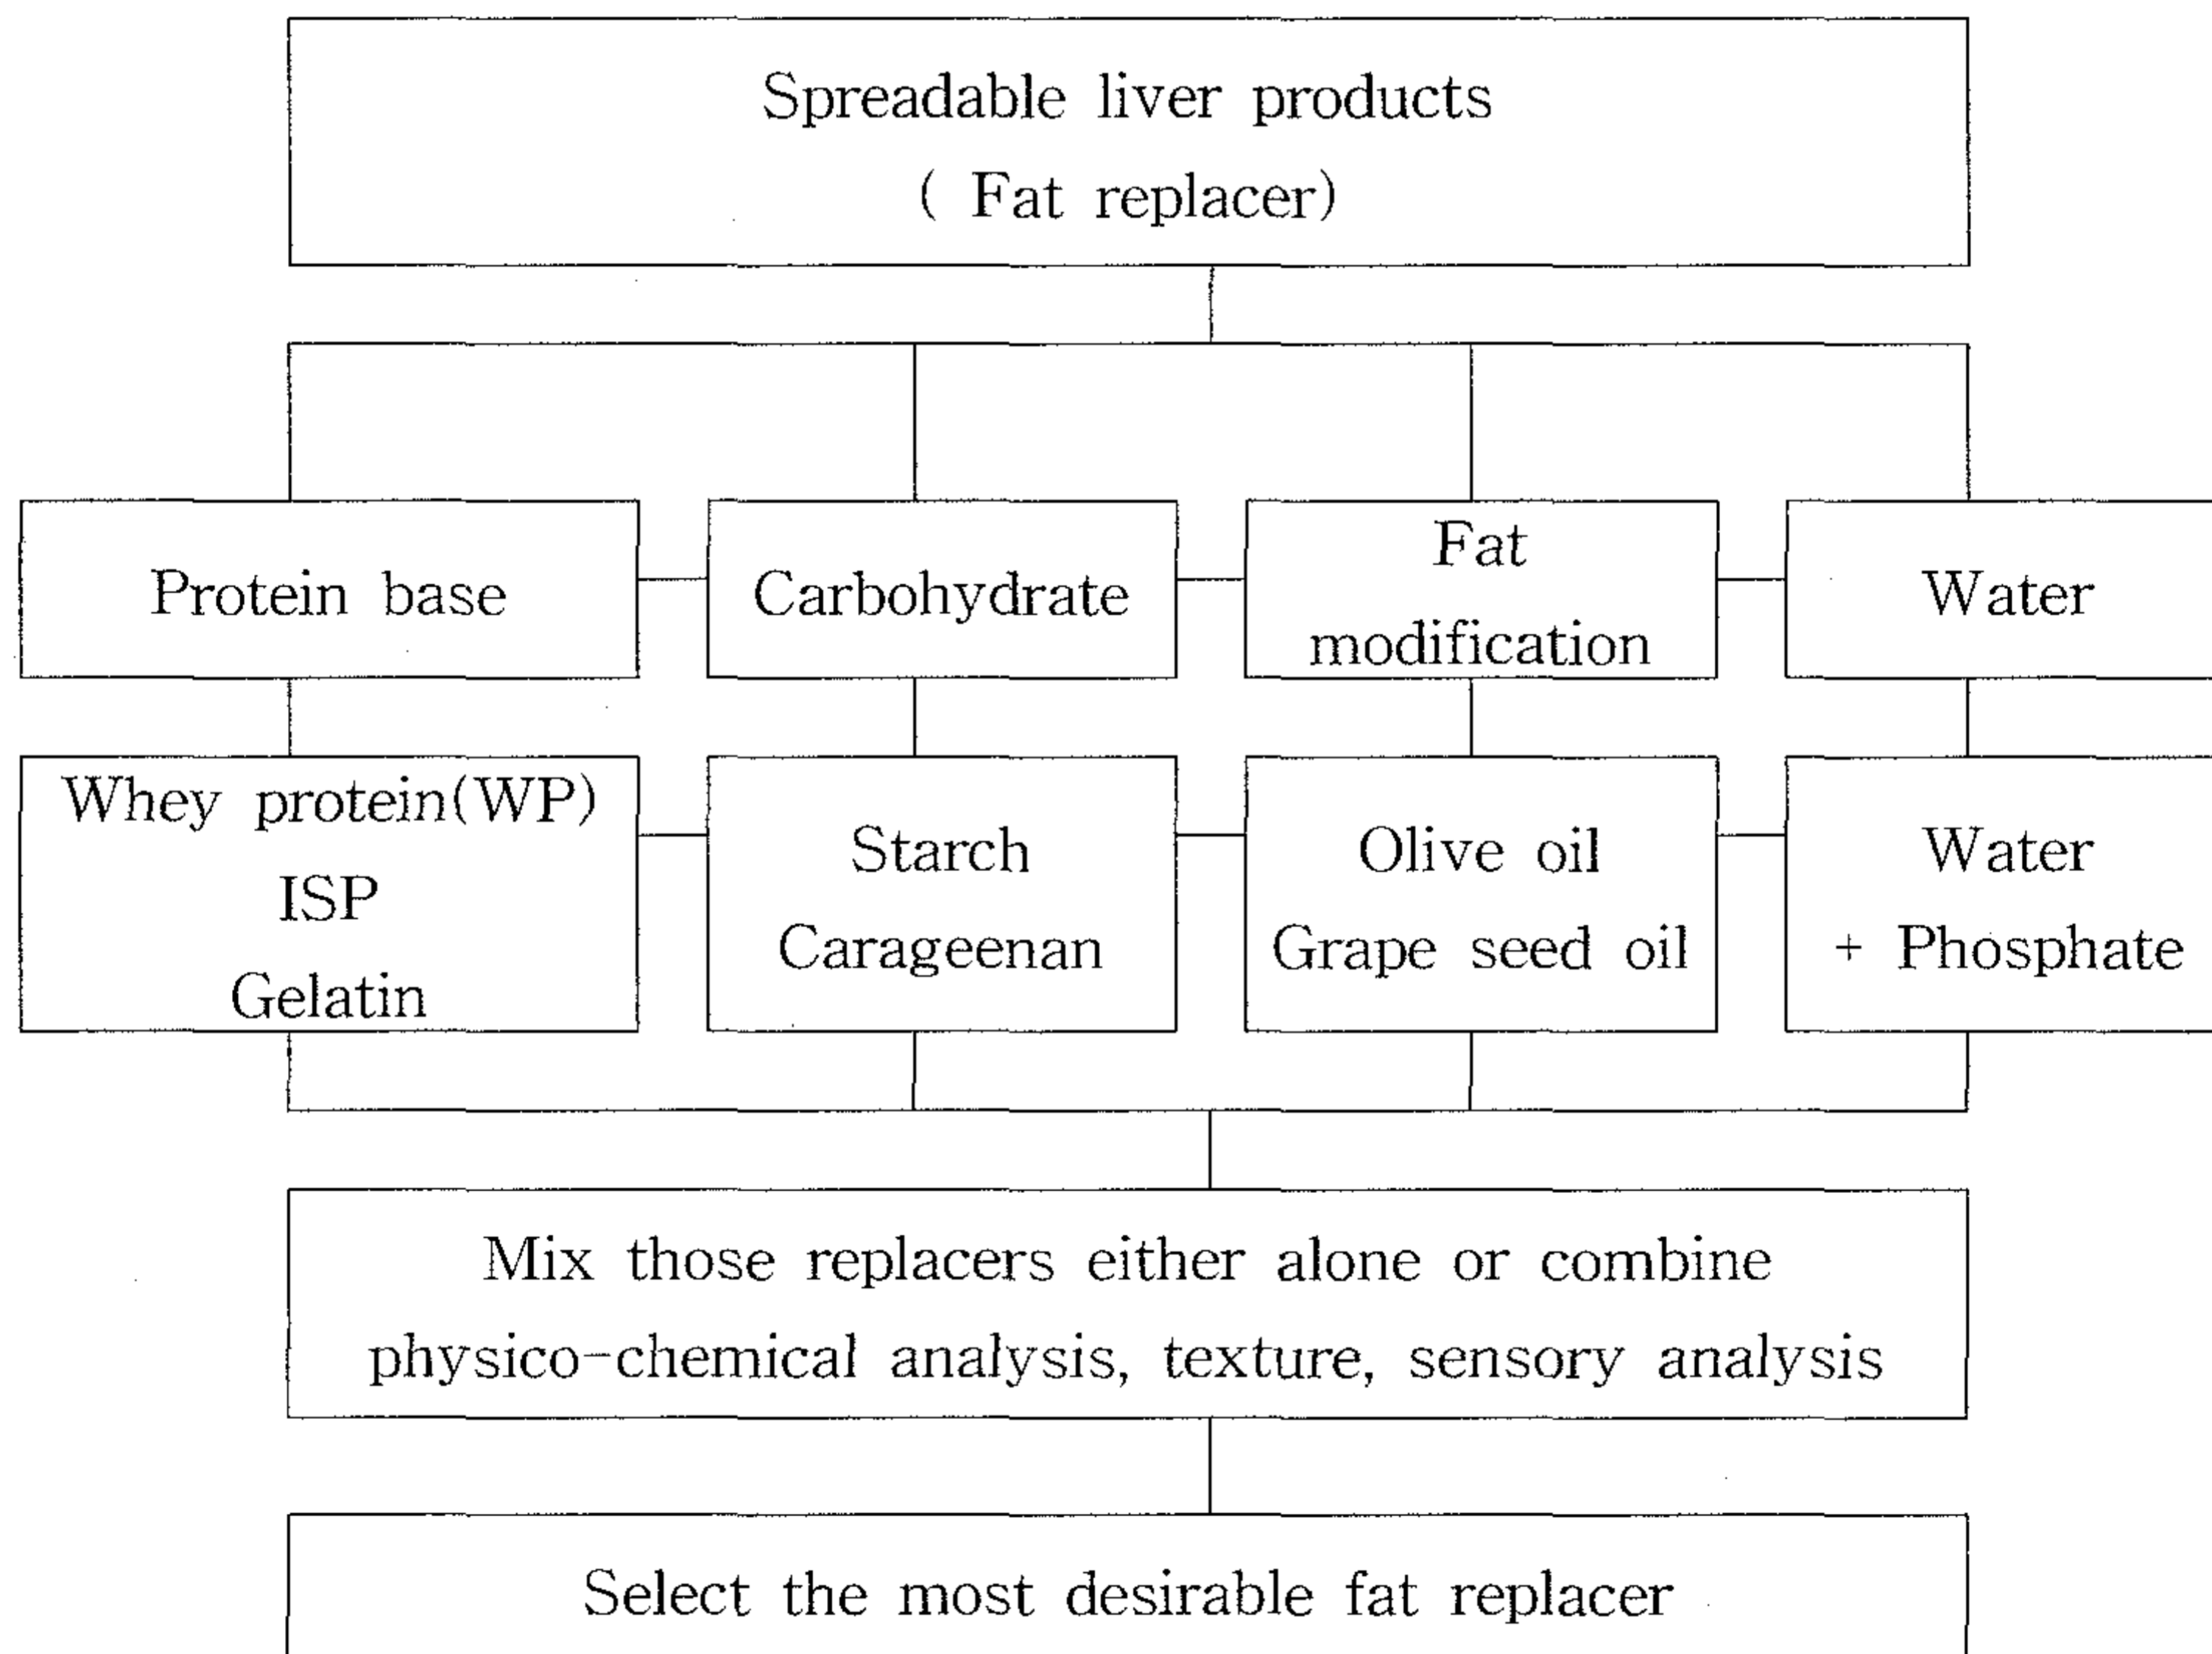 Spreadable liver products
( Fat replacer)
Protein base
Carbohydrate
Fat
modification
Water
Whey protein(WP)
ISP
Gelatin
Starch
Carageenan
Olive oil
Grape seed oil
Water
+ Phosphate
Mix those replacers either alone or combine
physico-chemical analysis, texture, sensory analysis
Select the most desirable fat replacer